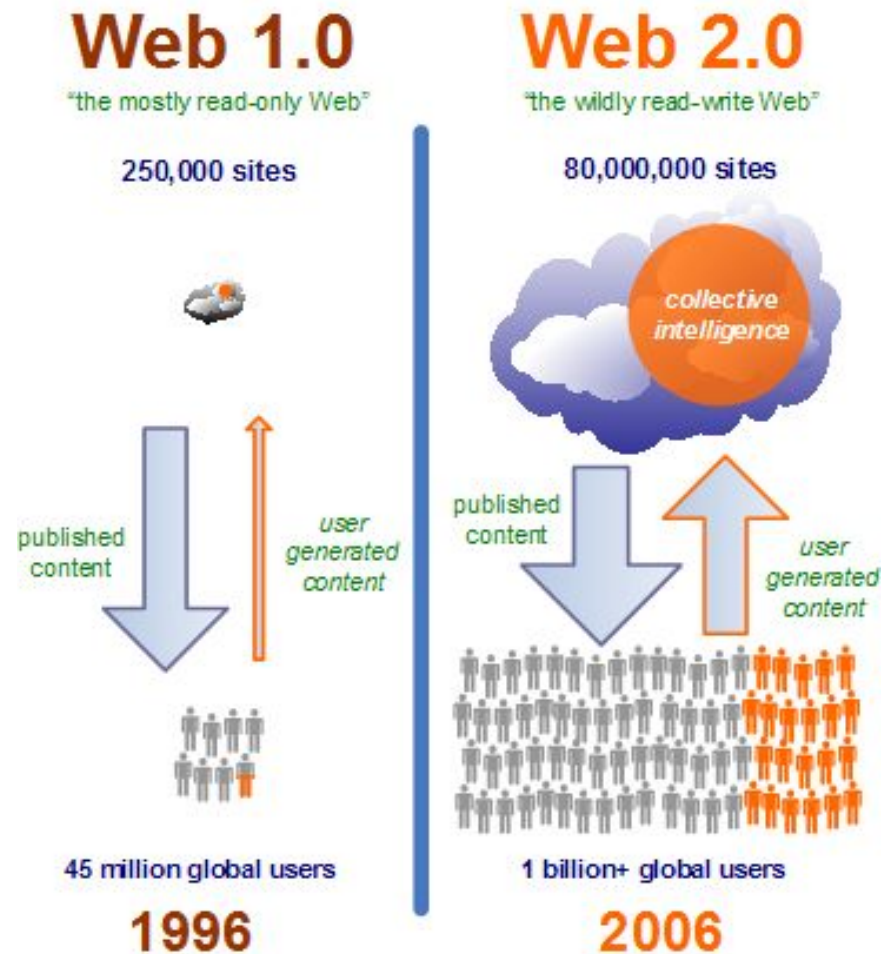 Web 1.0
"the mostly read-only Web"
250,000 sites
published
content
user
generated
content
45 million global users
1996
Web 2.0
"the wildly read-write Web"
80,000,000 sites
collective
intelligence
published
content
user
generated
content
1 billion+ global users
2006